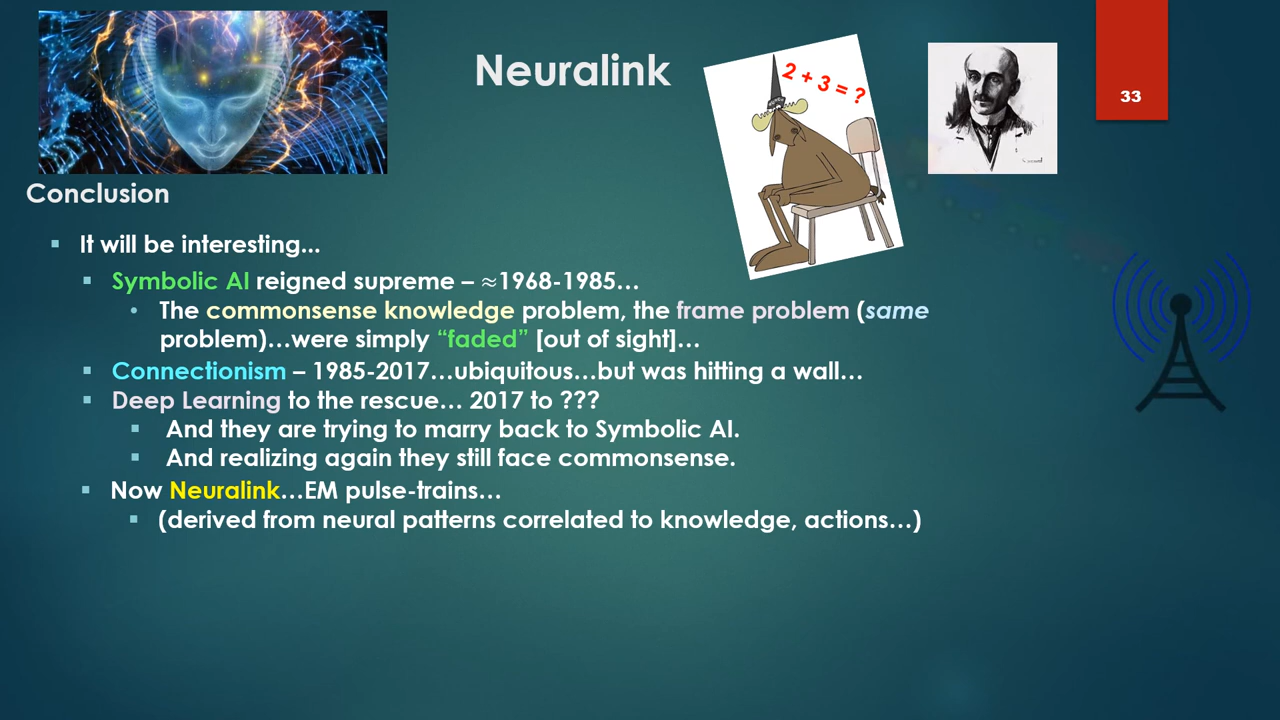 Neuralink
2 + 3 = ?
33
Conclusion
▪ It will be interesting...
▪ Symbolic AI reigned supreme – ≈1968-1985…
• The commonsense knowledge problem, the frame problem (same
problem)…were simply “faded” [out of sight]…
▪ Connectionism – 1985-2017…ubiquitous…but was hitting a wall…
▪ Deep Learning to the rescue… 2017 to ???
▪ And they are trying to marry back to Symbolic AI.
▪ And realizing again they still face commonsense.
▪ Now Neuralink…EM pulse-trains…
▪ (derived from neural patterns correlated to knowledge, actions…)